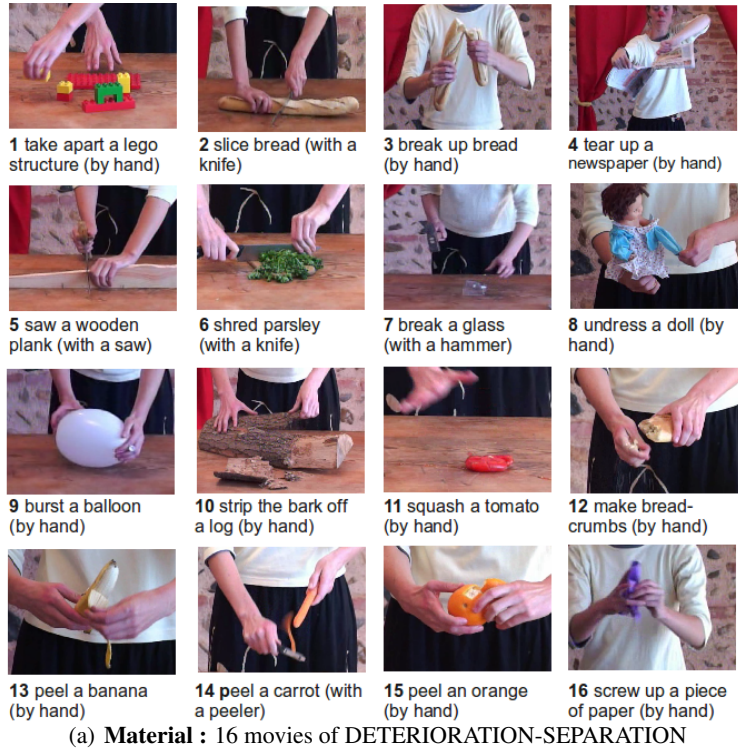 1 take apart a lego
structure (by hand)
2 slice bread (with a
knife)
3 break up bread
(by hand)
4 tear up a
newspaper (by hand)
5 saw a wooden
plank (with a saw)
6 shred parsley
(with a knife)
7 break a glass
(with a hammer)
8 undress a doll (by
hand)
9 burst a balloon
(by hand)
10 strip the bark off
a log (by hand)
11 squash a tomato
(by hand)
12 make bread-
crumbs (by hand)
13 peel a banana
(by hand)
14 peel a carrot (with
a peeler)
15 peel an orange
(by hand)
16 screw up a piece
of paper (by hand)
(a) Material : 16 movies of DETERIORATION-SEPARATION